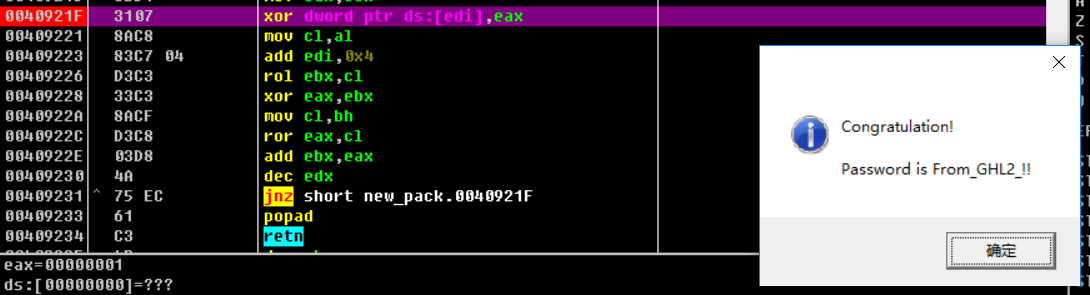 0040921F 3107 xor dword ptr ds:[edi],eax
00409221 8AC8 mov cl,al
00409223 83C7 04 add edi,0x4
00409226 D3C3 rol ebx,cl
00409228 33C3 xor eax,ebx
0040922A 8ACF mov cl,bh
0040922C D3C8 ror eax,cl
0040922E 03D8 add ebx,eax
00409230 4A dec edx
00409231 ^ 75 EC jnz short new_pack.0040921F
00409233 61 popad
00409234 C3 retn
eax=00000001
ds:[00000000]=???
Congratulation!
Password is From_GHL2_!!
确定